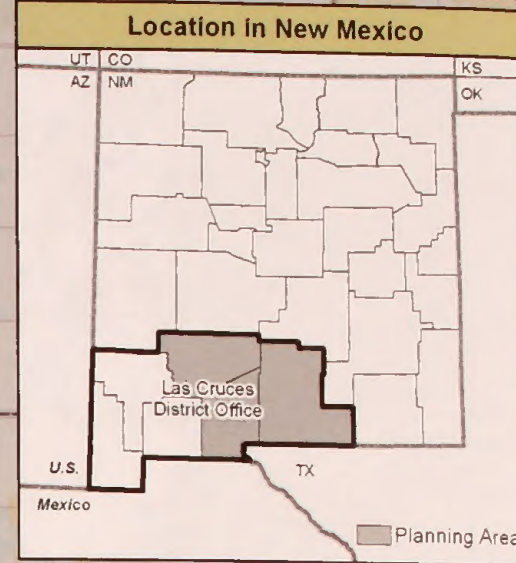 Location in New Mexico
UT CO
KS
AZ NM
OK
Las Cruces
District Office
U.S.
TX
Mexico
Planning Area